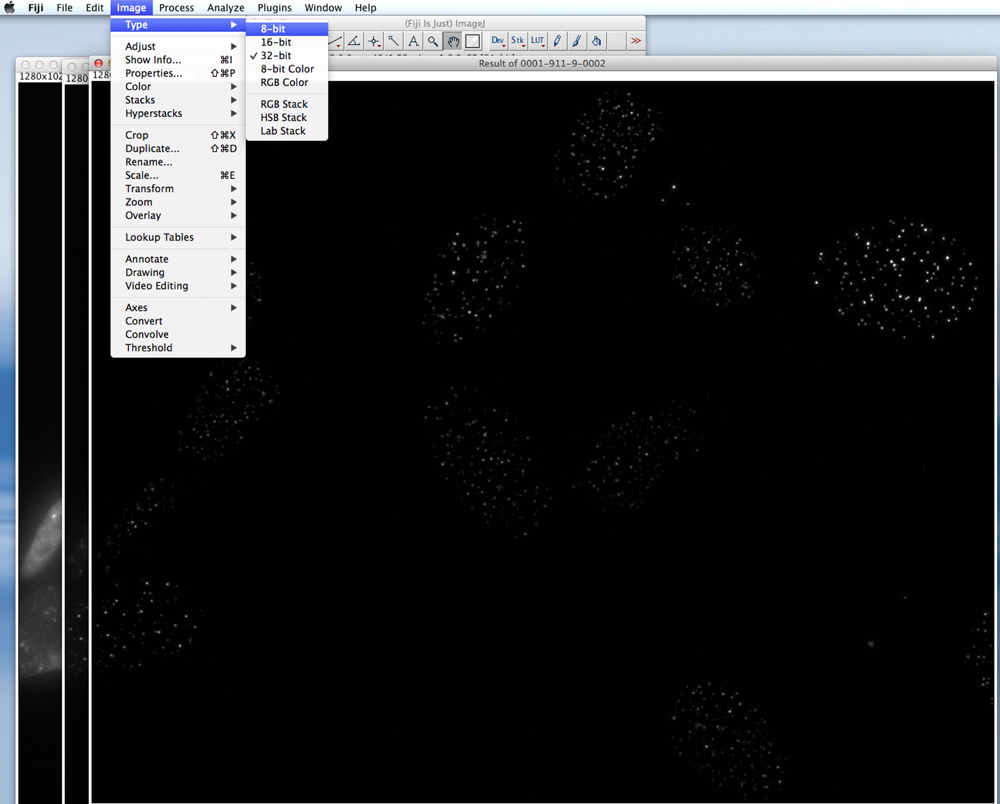 Fiji File Edit Image Process Analyze Plugins Window Help
(Fiji Is Just) ImageJ
Dev Stk LUT >>
Result of 0001-911-9-0002
1280x102
1280
128
Type
Adjust
Show Info... ⌘I
Properties... ⇧⌘P
Color
Stacks
Hyperstacks
Crop ⇧⌘X
Duplicate... ⇧⌘D
Rename...
Scale... ⌘E
Transform
Zoom
Overlay
Lookup Tables
Annotate
Drawing
Video Editing
Axes
Convert
Convolve
Threshold
8-bit
16-bit
✓ 32-bit
8-bit Color
RGB Color
RGB Stack
HSB Stack
Lab Stack